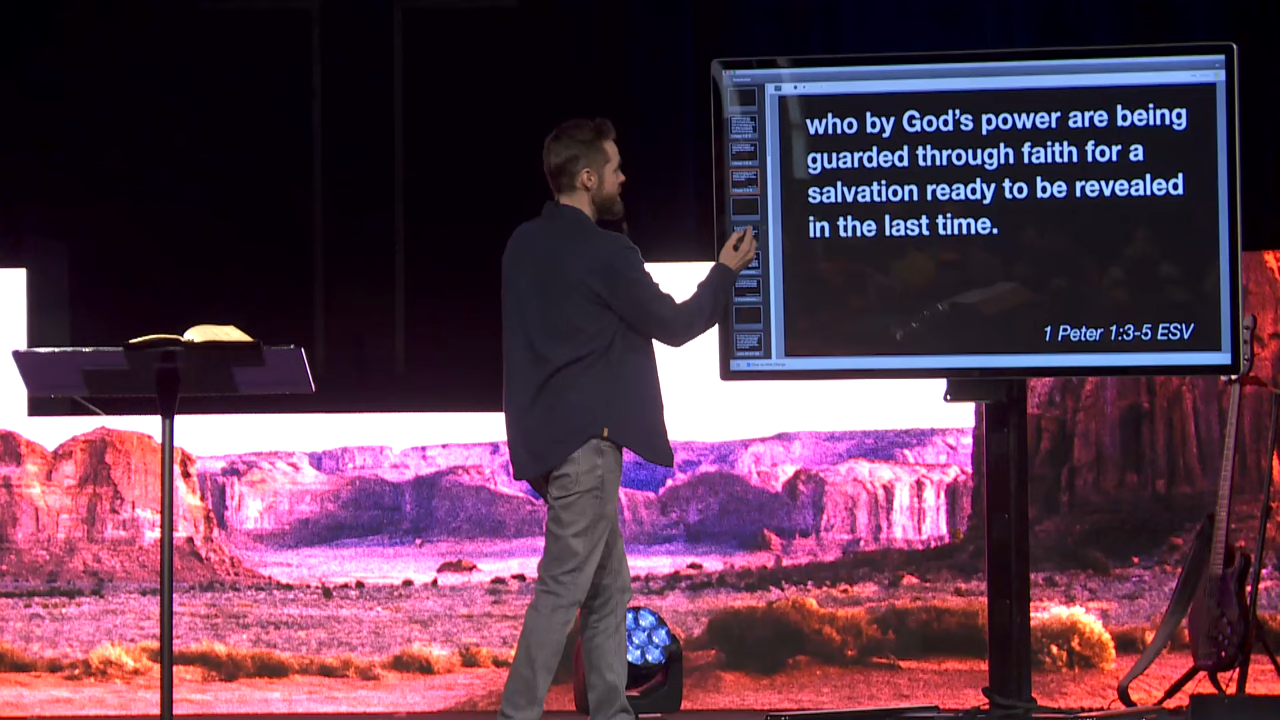 who by God's power are being
guarded through faith for a
salvation ready to be revealed
in the last time.
1 Peter 1:3-5 ESV